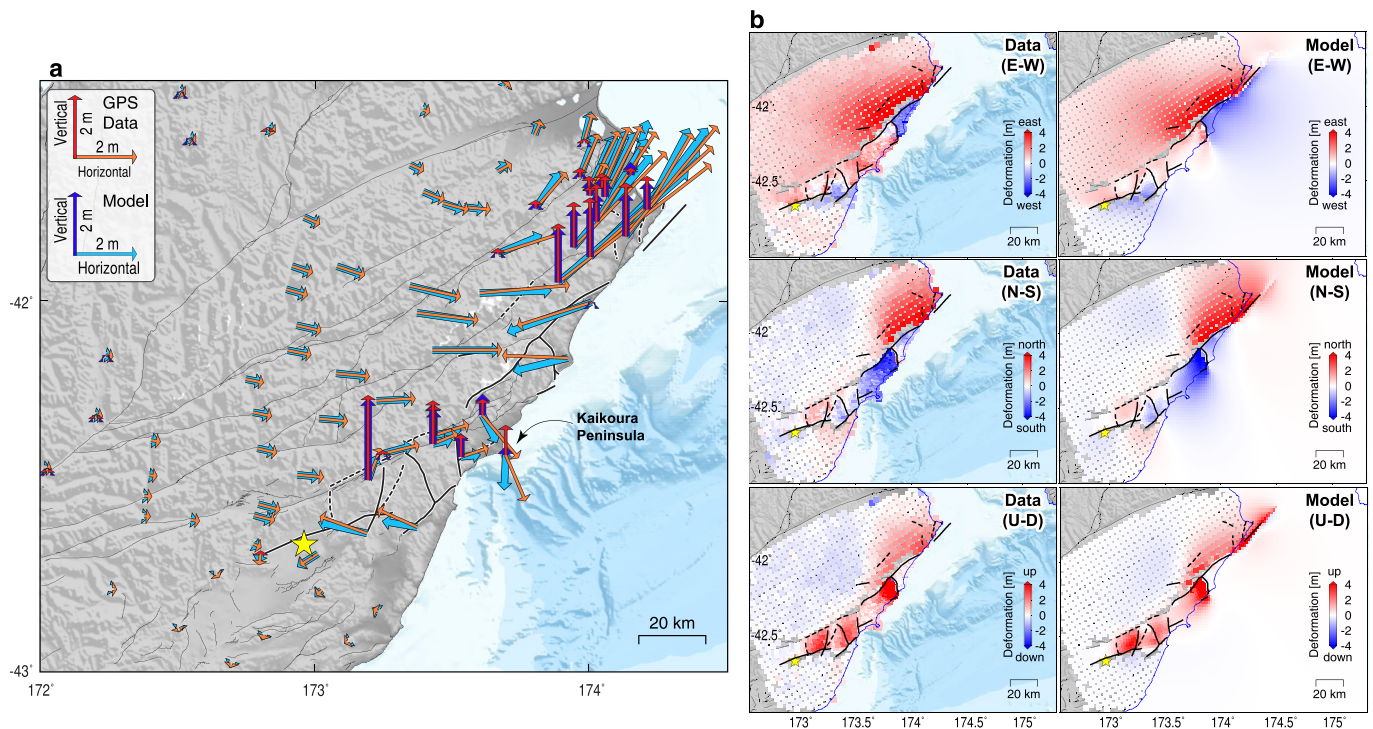 a
GPS
Data
Vertical
2 m
2 m
Horizontal
Model
Vertical
2 m
2 m
Horizontal
Kaikoura
Peninsula
20 km
-42°
-43°
172°
173°
174°
b
Data
(E-W)
-42°
-42.5°
east
4
2
0
-2
-4
west
Deformation [m]
20 km
Model
(E-W)
east
4
2
0
-2
-4
west
Deformation [m]
20 km
Data
(N-S)
-42°
-42.5°
north
4
2
0
-2
-4
south
Deformation [m]
20 km
Model
(N-S)
north
4
2
0
-2
-4
south
Deformation [m]
20 km
Data
(U-D)
-42°
-42.5°
up
4
2
0
-2
-4
down
Deformation [m]
20 km
Model
(U-D)
up
4
2
0
-2
-4
down
Deformation [m]
20 km
173°
173.5°
174°
174.5°
175°
173°
173.5°
174°
174.5°
175°